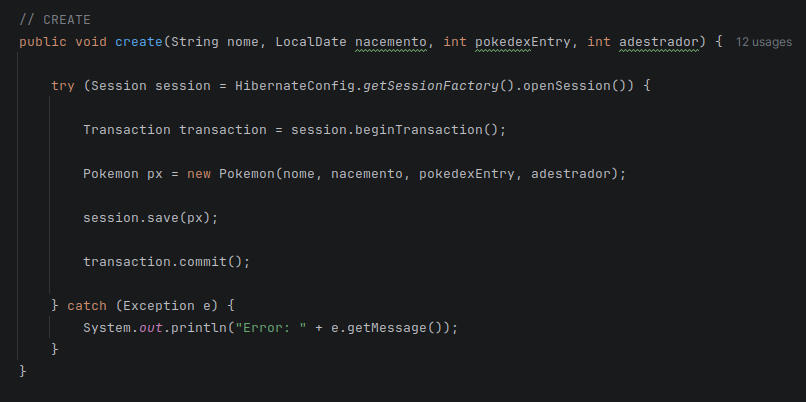 // CREATE
public void create(String nome, LocalDate nacemento, int pokedexEntry, int adestrador) { 12 usages
try (Session session = HibernateConfig.getSessionFactory().openSession()) {
Transaction transaction = session.beginTransaction();
Pokemon px = new Pokemon(nome, nacemento, pokedexEntry, adestrador);
session.save(px);
transaction.commit();
} catch (Exception e) {
System.out.println("Error: " + e.getMessage());
}
}